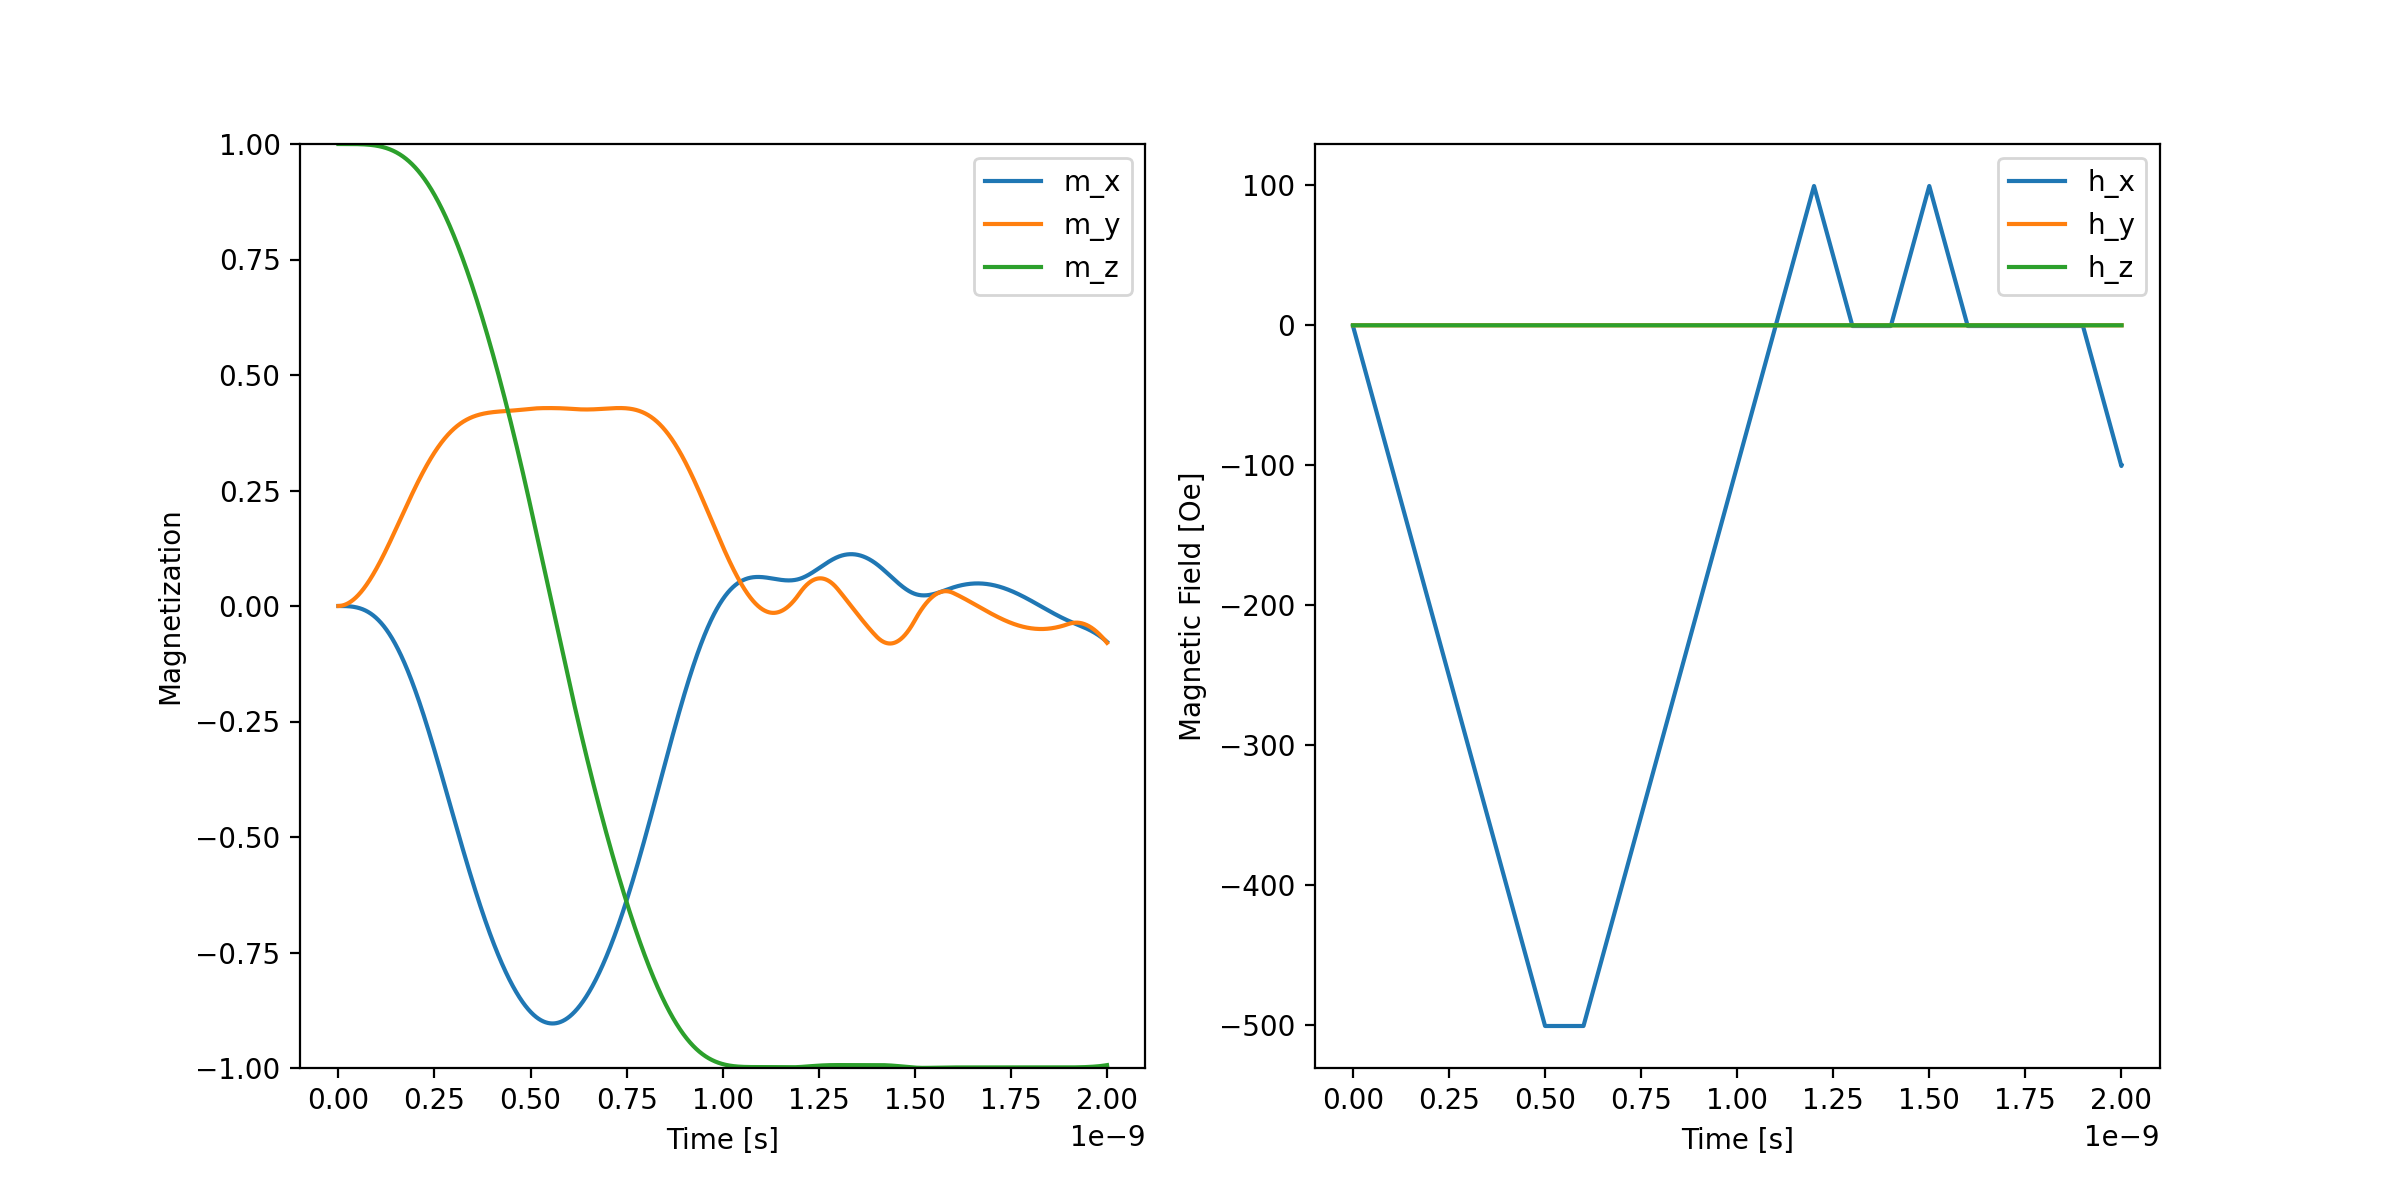 1.00
0.75
0.50
0.25
0.00
−0.25
−0.50
−0.75
−1.00
Magnetization
0.00 0.25 0.50 0.75 1.00 1.25 1.50 1.75 2.00
Time [s]
1e−9
m_x
m_y
m_z
100
0
−100
−200
−300
−400
−500
Magnetic Field [Oe]
0.00 0.25 0.50 0.75 1.00 1.25 1.50 1.75 2.00
Time [s]
1e−9
h_x
h_y
h_z